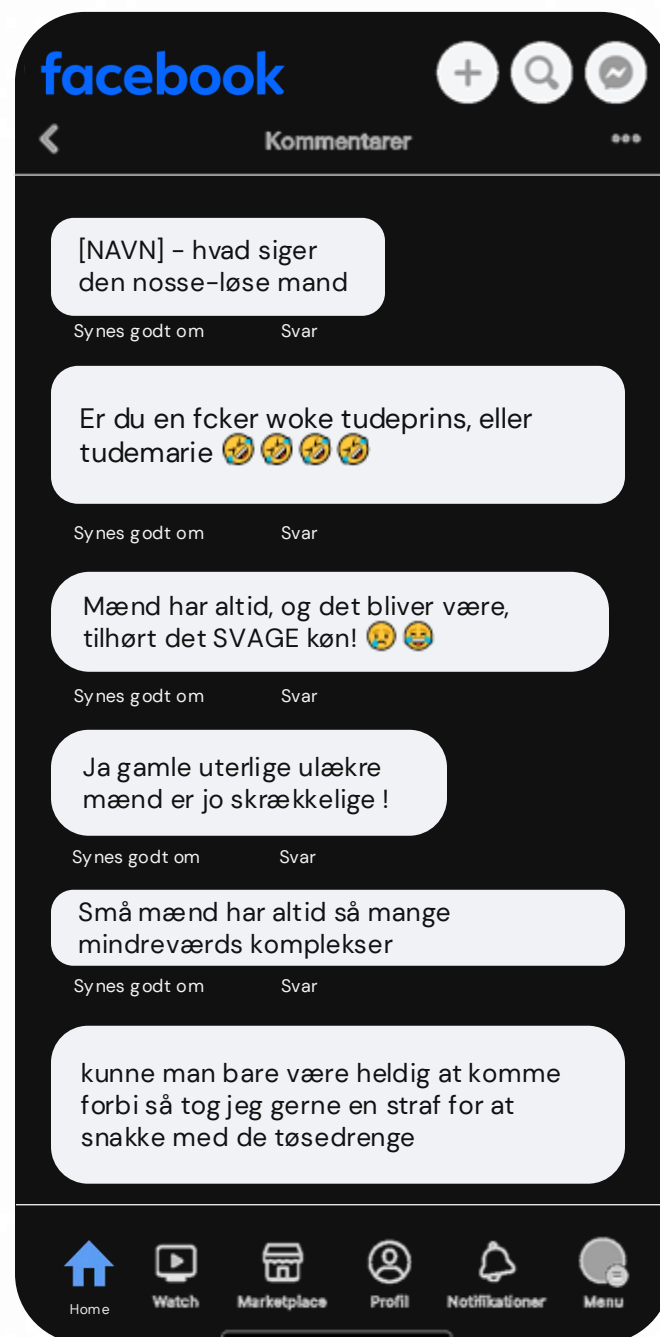 facebook
Kommentarer
[NAVN] - hvad siger
den nosse-løse mand
Synes godt om Svar
Er du en fcker woke tudeprins, eller
tudemarie 🤣🤣🤣🤣
Synes godt om Svar
Mænd har altid, og det bliver være,
tilhørt det SVAGE køn! 😢😂
Synes godt om Svar
Ja gamle uterlige ulækre
mænd er jo skrækkelige !
Synes godt om Svar
Små mænd har altid så mange
mindreværds komplekser
Synes godt om Svar
kunne man bare være heldig at komme
forbi så tog jeg gerne en straf for at
snakke med de tøsedrenge
Home Watch Marketplace Profil Notifikationer Menu